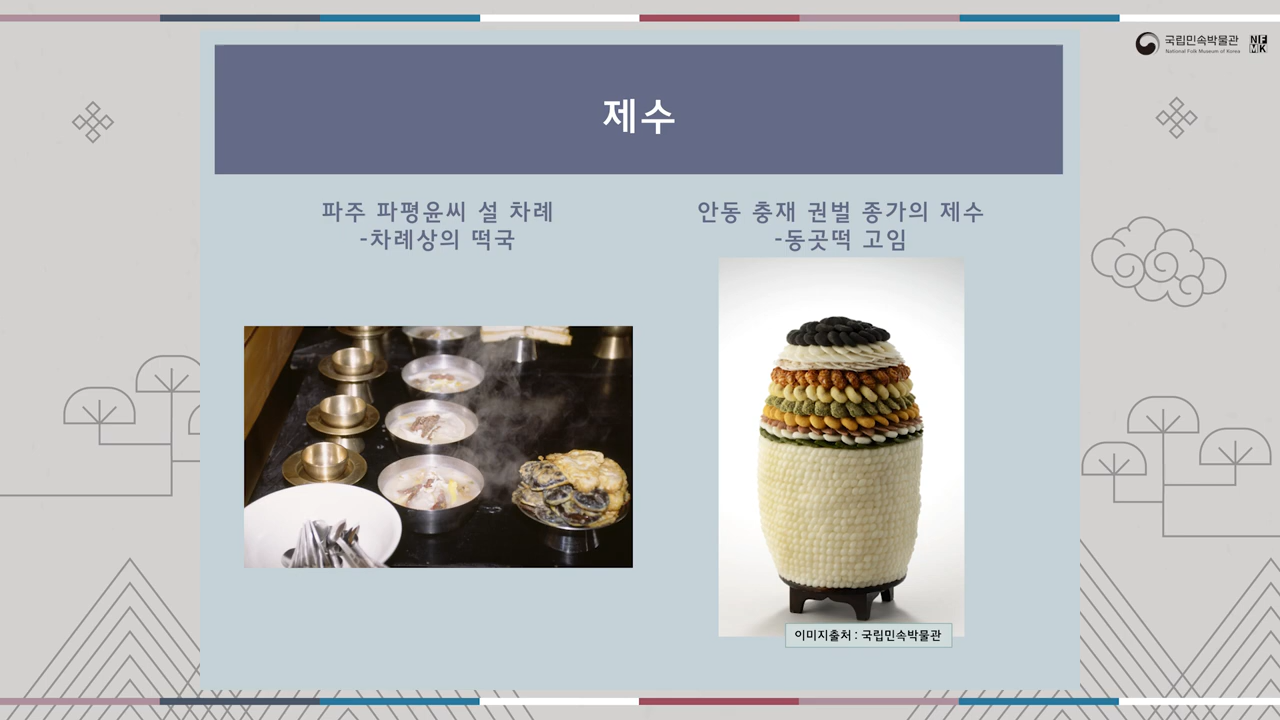 국립민속박물관
National Folk Museum of Korea
NF
MK
제수
파주 파평윤씨 설 차례
-차례상의 떡국
안동 충재 권벌 종가의 제수
-동곳떡 고임
이미지출처 : 국립민속박물관